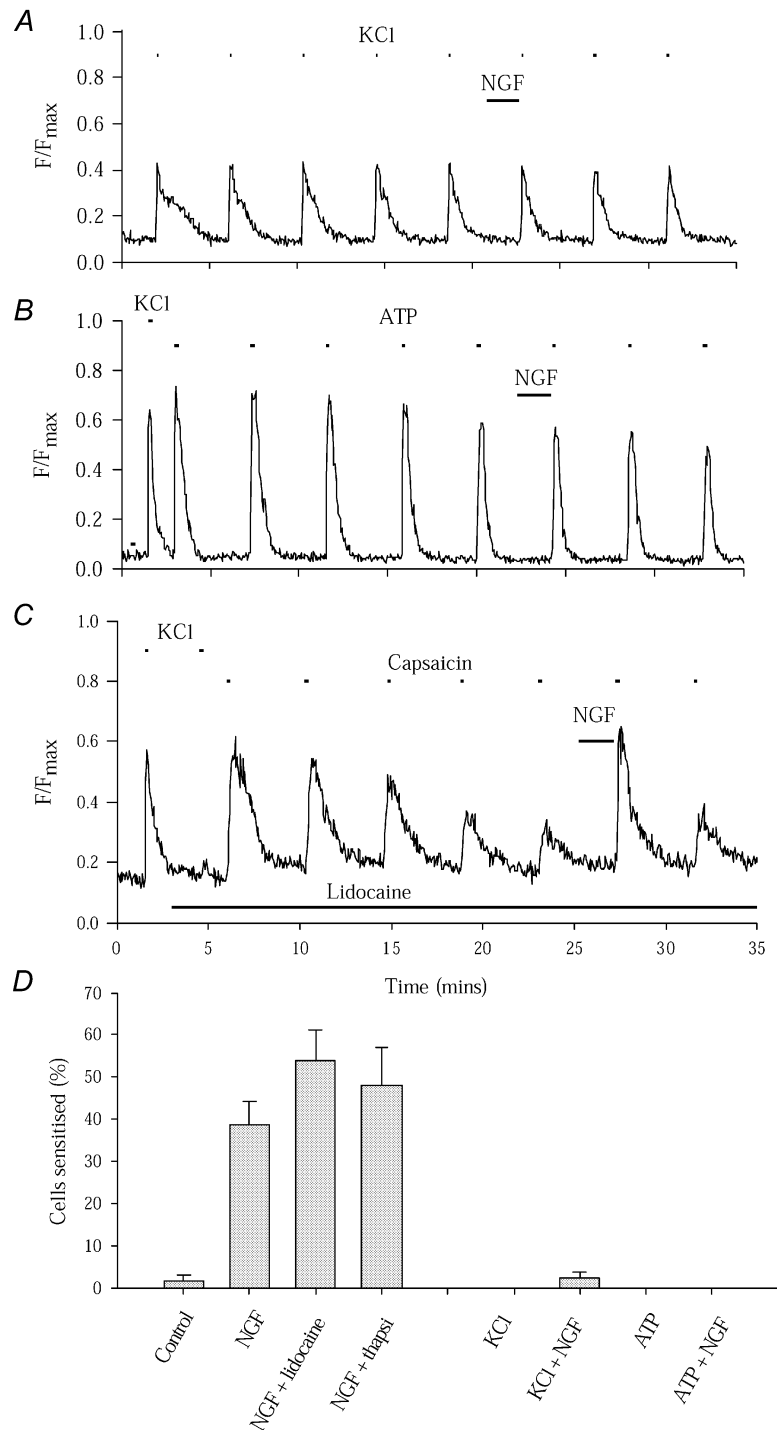 A
KCl
1.0
0.8
NGF
0.6
0.4
0.2
0.0
F/Fmax
B
KCl
ATP
1.0
0.8
NGF
0.6
0.4
0.2
0.0
F/Fmax
C
KCl
1.0
Capsaicin
0.8
NGF
0.6
0.4
0.2
Lidocaine
0.0
F/Fmax
0 5 10 15 20 25 30 35
Time (mins)
D
70
60
50
40
30
20
10
0
Cells sensitised (%)
Control
NGF
NGF + lidocaine
NGF + thapsi
KCl
KCl + NGF
ATP
ATP + NGF